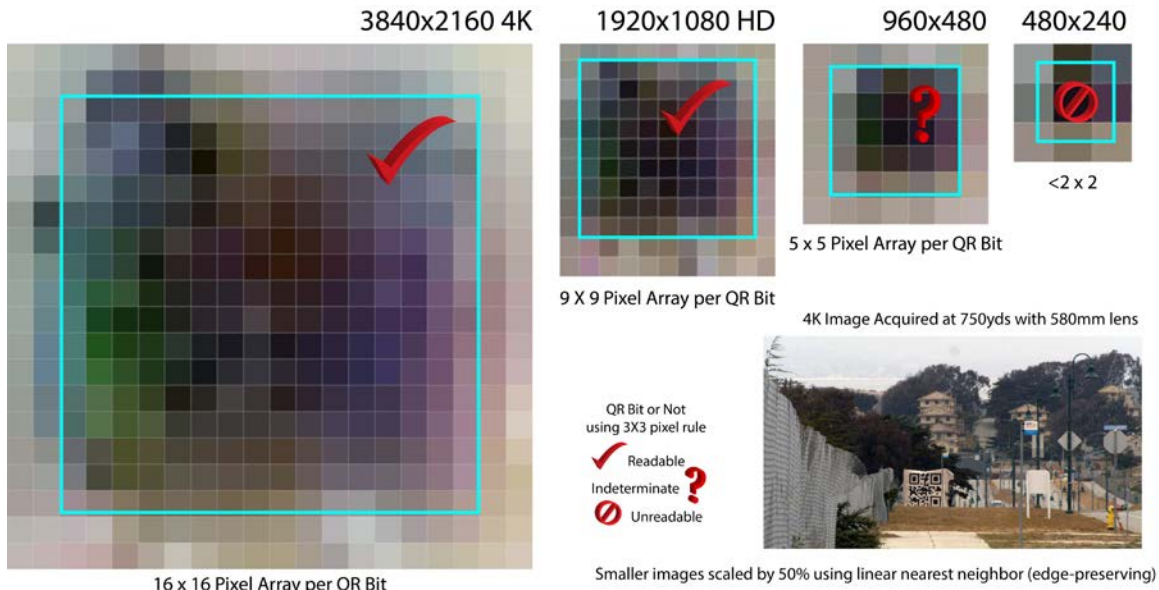 3840x2160 4K
1920x1080 HD
960x480
480x240
<2 x 2
5 x 5 Pixel Array per QR Bit
9 X 9 Pixel Array per QR Bit
4K Image Acquired at 750yds with 580mm lens
QR Bit or Not
using 3X3 pixel rule
Readable
Indeterminate
Unreadable
16 x 16 Pixel Array per QR Bit
Smaller images scaled by 50% using linear nearest neighbor (edge-preserving)